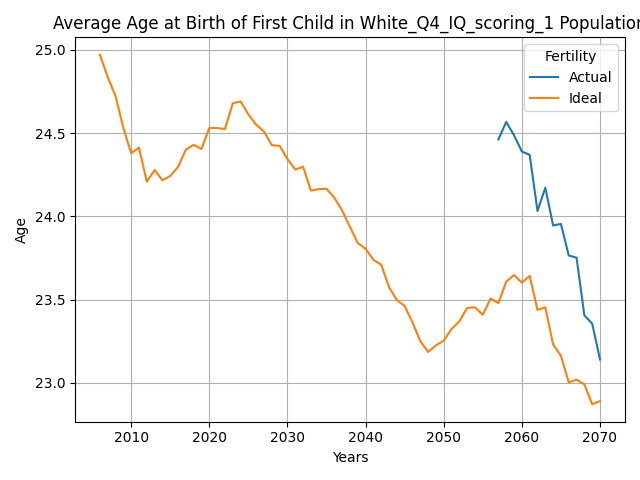 Average Age at Birth of First Child in White_Q4_IQ_scoring_1 Population
Fertility
Actual
Ideal
25.0
24.5
24.0
23.5
23.0
Age
2010 2020 2030 2040 2050 2060 2070
Years